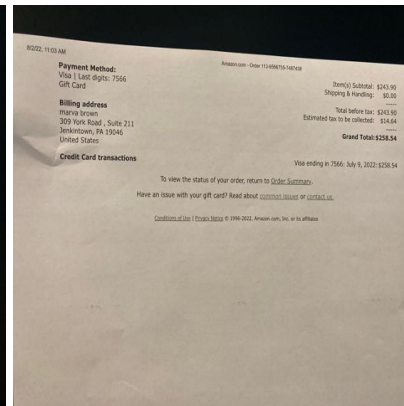 8/2/22, 11:03 AM
Payment Method:
Visa | Last digits: 7566
Gift Card
Billing address
marva brown
309 York Road , Suite 211
Jenkintown, PA 19046
United States
Credit Card transactions
Amazon.com - Order
Item(s) Subtotal: $243.90
Shipping & Handling: $0.00
-----
Total before tax: $243.90
Estimated tax to be collected: $14.64
-----
Grand Total:$258.54
Visa ending in 7566: July 9, 2022:$258.54
To view the status of your order, return to Order Summary.
Have an issue with your gift card? Read about common issues or contact us.
Conditions of Use | Privacy Notice © 1996-2022, Amazon.com, Inc. or its affiliates